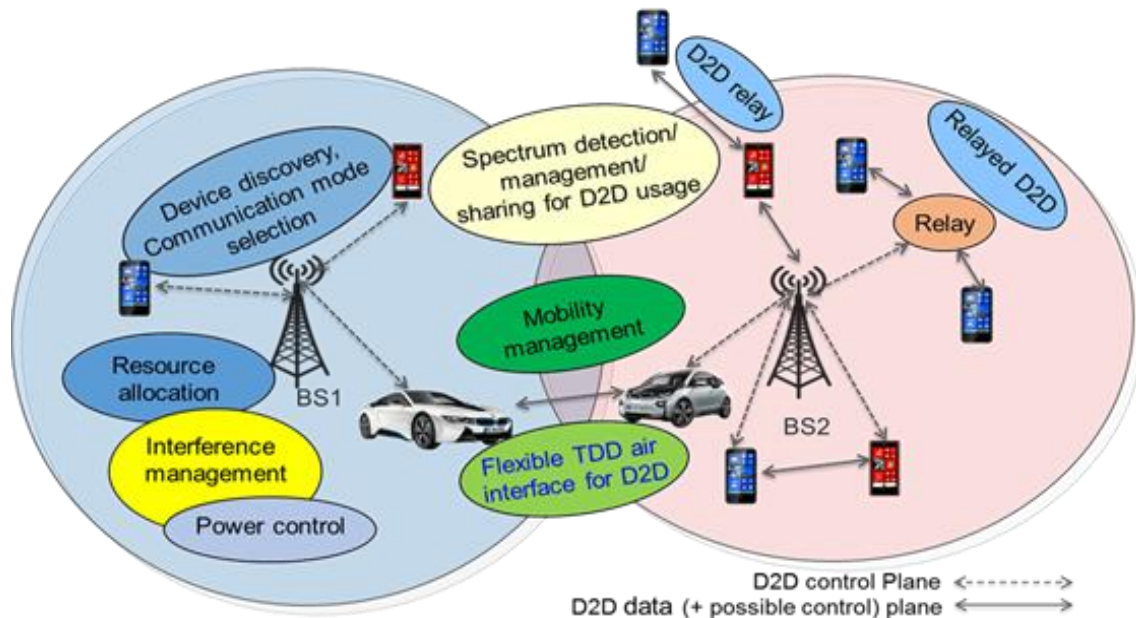 D2D relay
Relayed D2D
Device discovery,
Communication mode
selection
Spectrum detection/
management/
sharing for D2D usage
Relay
Mobility
management
Resource
allocation
BS1
BS2
Interference
management
Flexible TDD air
interface for D2D
Power control
D2D control Plane
D2D data (+ possible control) plane